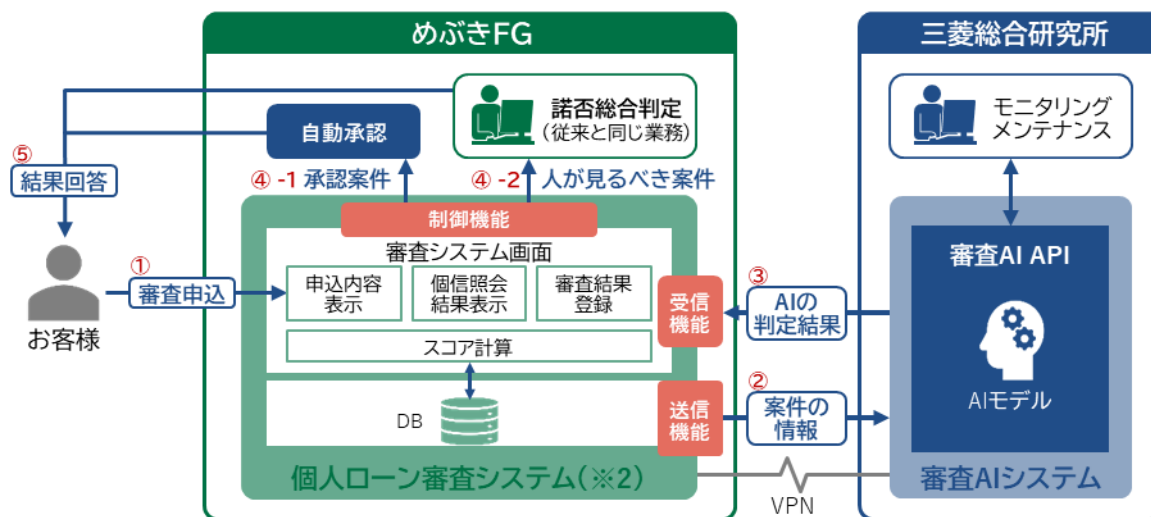 めぶきFG
三菱総合研究所
自動承認
諾否総合判定
(従来と同じ業務)
モニタリング
メンテナンス
⑤
結果回答
④ -1 承認案件
④ -2 人が見るべき案件
制御機能
審査システム画面
申込内容
表示
個信照会
結果表示
審査結果
登録
スコア計算
①
審査申込
お客様
受信
機能
③
AIの
判定結果
審査AI API
AIモデル
DB
送信
機能
②
案件の
情報
個人ローン審査システム(※2)
VPN
審査AIシステム